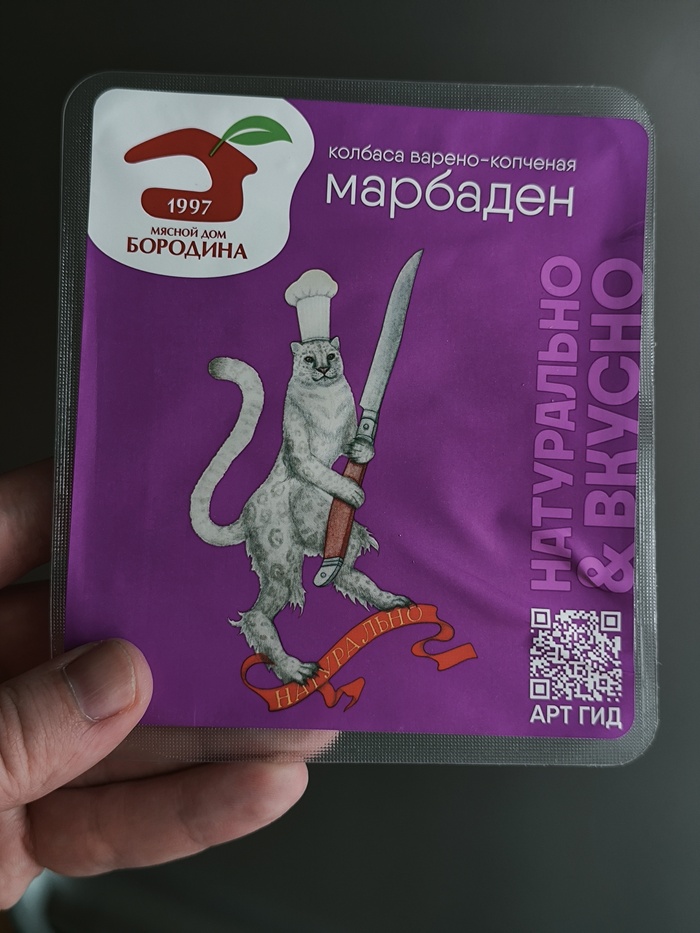 1997
МЯСНОЙ ДОМ
БОРОДИНА
колбаса варено-копченая
марбаден
НАТУРАЛЬНО
& ВКУСНО
НАТУРАЛЬНО
АРТ ГИД